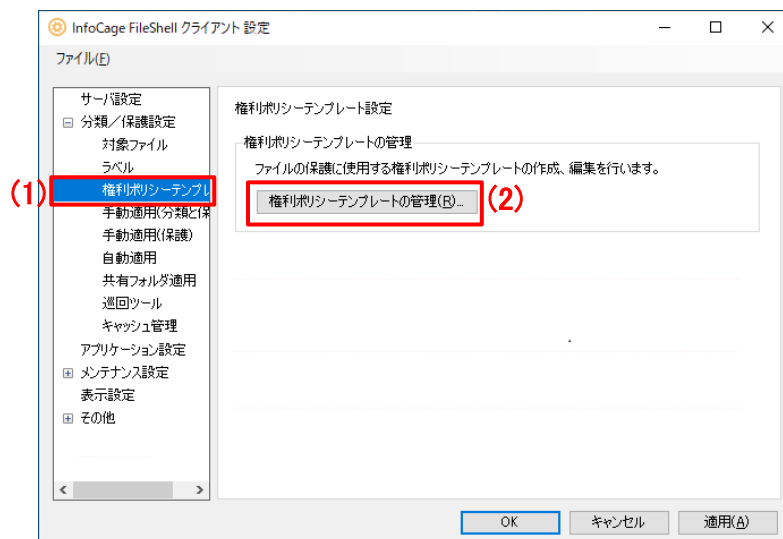 InfoCage FileShell クライアント 設定
ファイル(F)
サーバ設定
分類／保護設定
対象ファイル
ラベル
権利ポリシーテンプレ
手動適用(分類と保
手動適用(保護)
自動適用
共有フォルダ適用
巡回ツール
キャッシュ管理
アプリケーション設定
メンテナンス設定
表示設定
その他
(1)
権利ポリシーテンプレート設定
権利ポリシーテンプレートの管理
ファイルの保護に使用する権利ポリシーテンプレートの作成、編集を行います。
権利ポリシーテンプレートの管理(R)...
(2)
OK
キャンセル
適用(A)